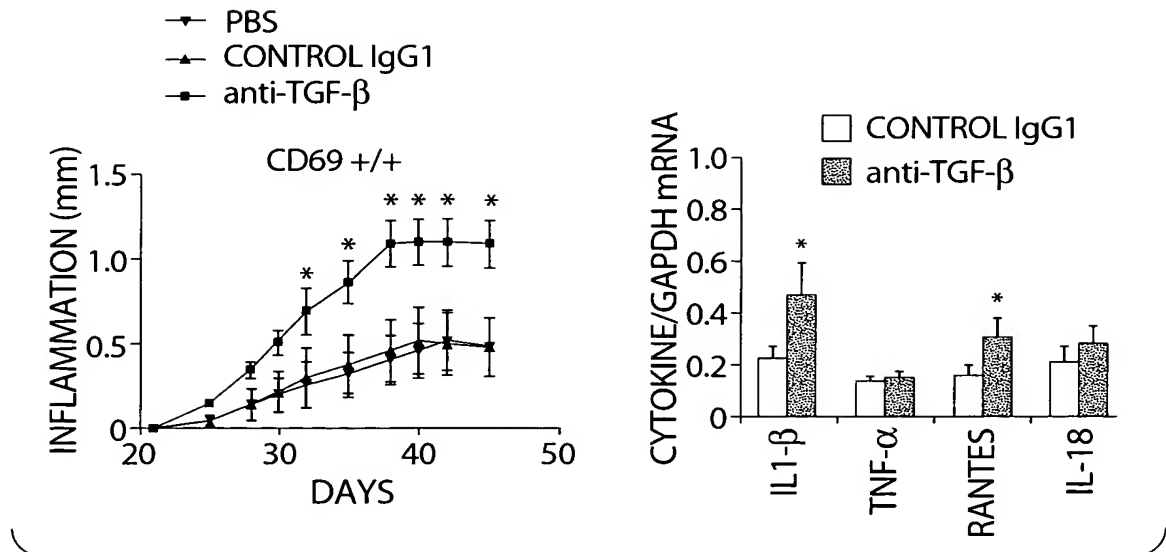 PBS
CONTROL IgG1
anti-TGF-β
CD69 +/+
INFLAMMATION (mm)
1.5
1.0
0.5
0
20
30
40
50
DAYS
* * * * * *
CONTROL IgG1
anti-TGF-β
CYTOKINE/GAPDH mRNA
1.0
0.8
0.6
0.4
0.2
0
* *
IL1-β
TNF-α
RANTES
IL-18